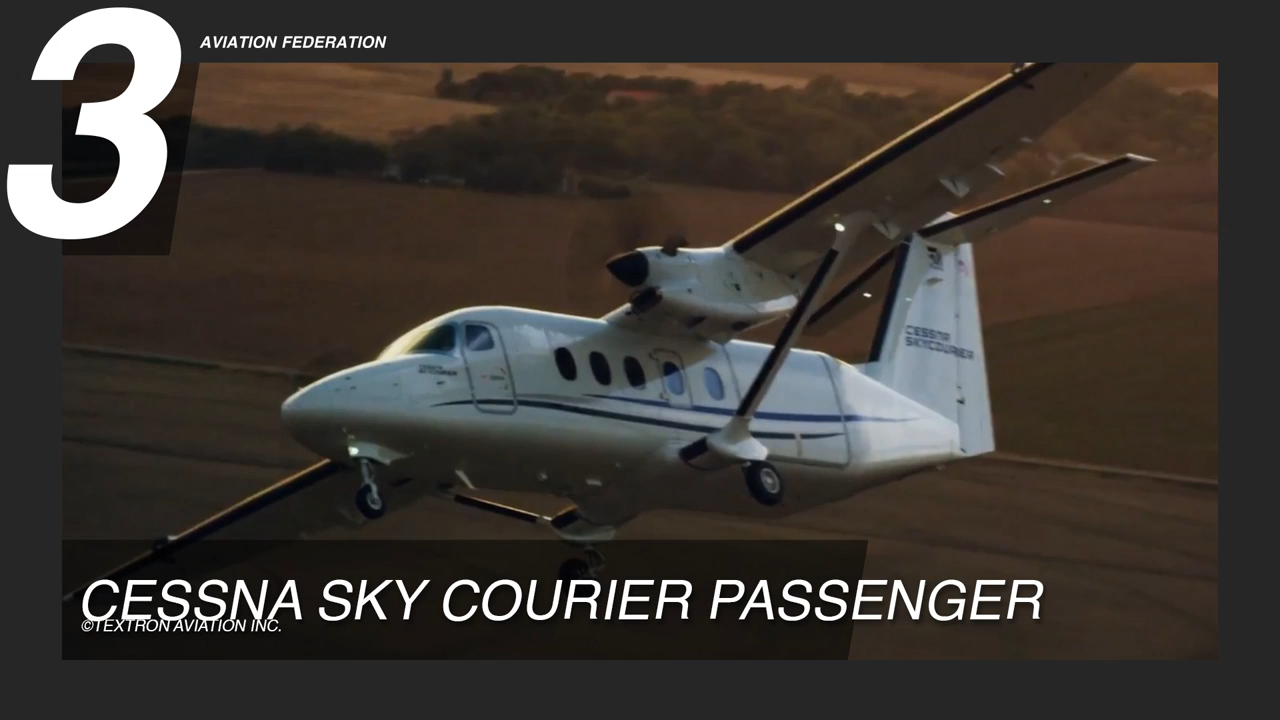 3
AVIATION FEDERATION
CESSNA
SKYCOURIER
CESSNA SKY COURIER PASSENGER
©TEXTRON AVIATION INC.